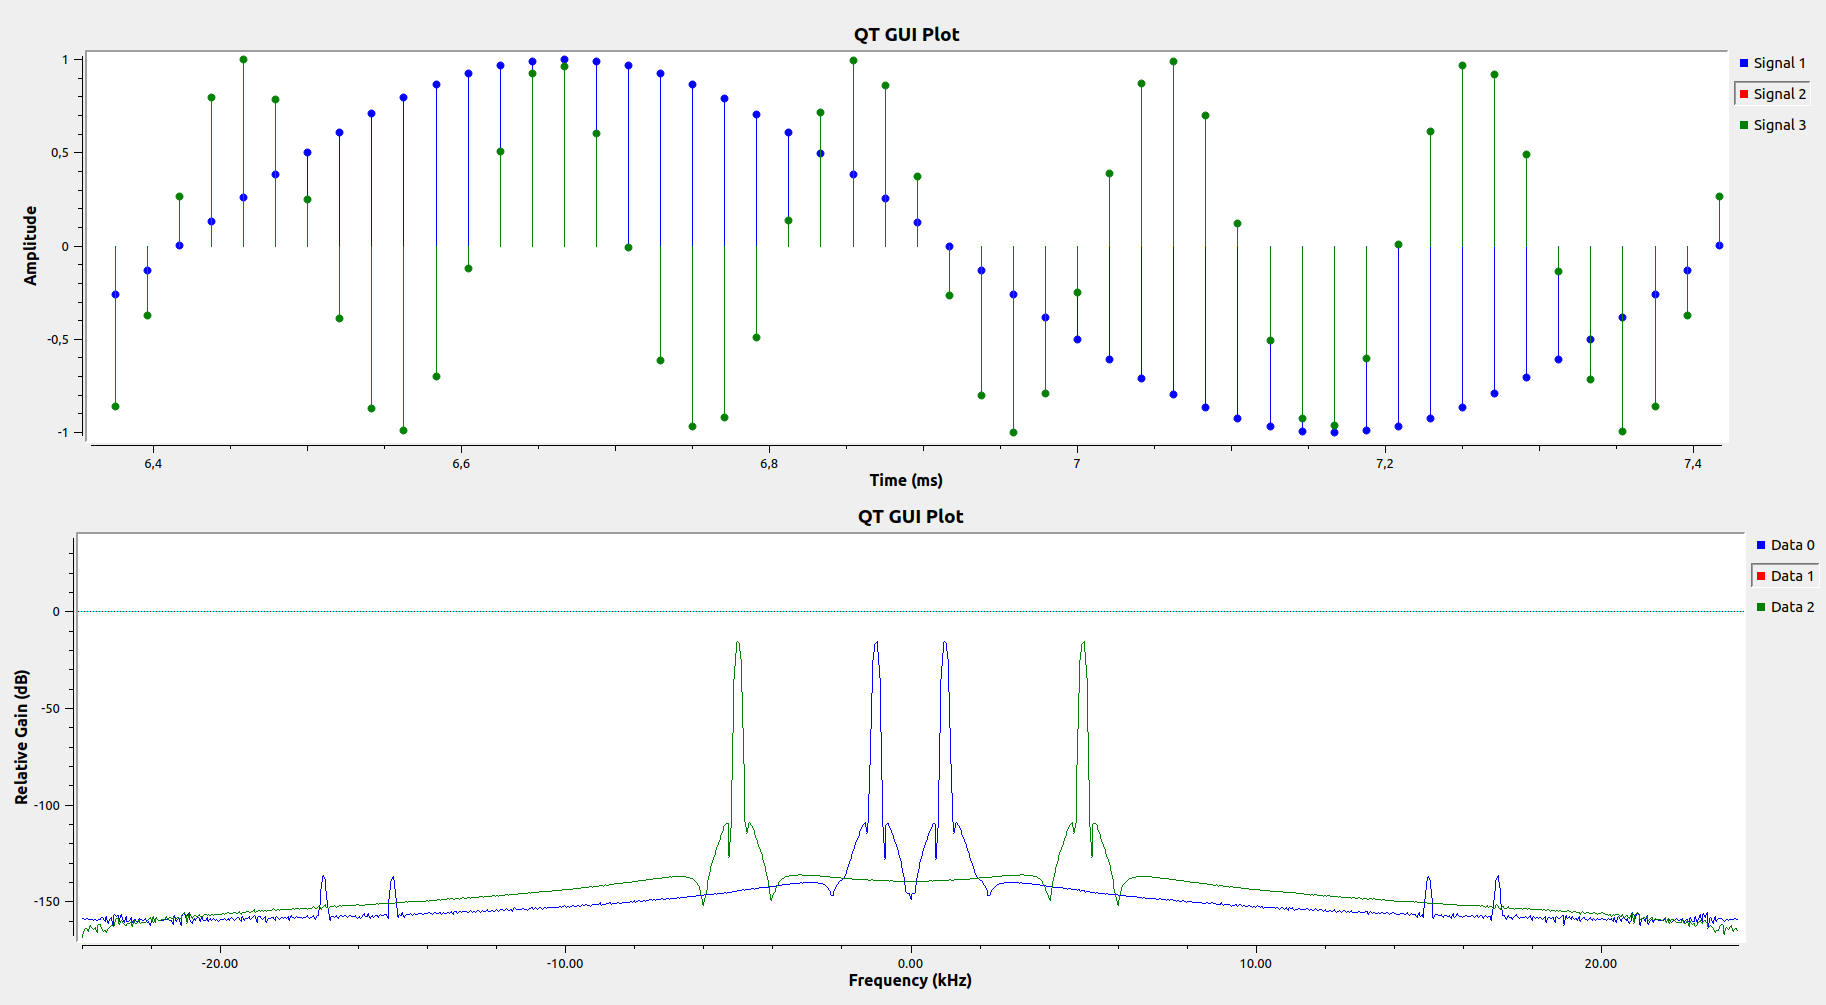 QT GUI Plot
1
0,5
0
-0,5
-1
Amplitude
6,4
6,6
6,8
7
7,2
7,4
Time (ms)
Signal 1
Signal 2
Signal 3
QT GUI Plot
0
-50
-100
-150
Relative Gain (dB)
-20.00
-10.00
0.00
10.00
20.00
Frequency (kHz)
Data 0
Data 1
Data 2